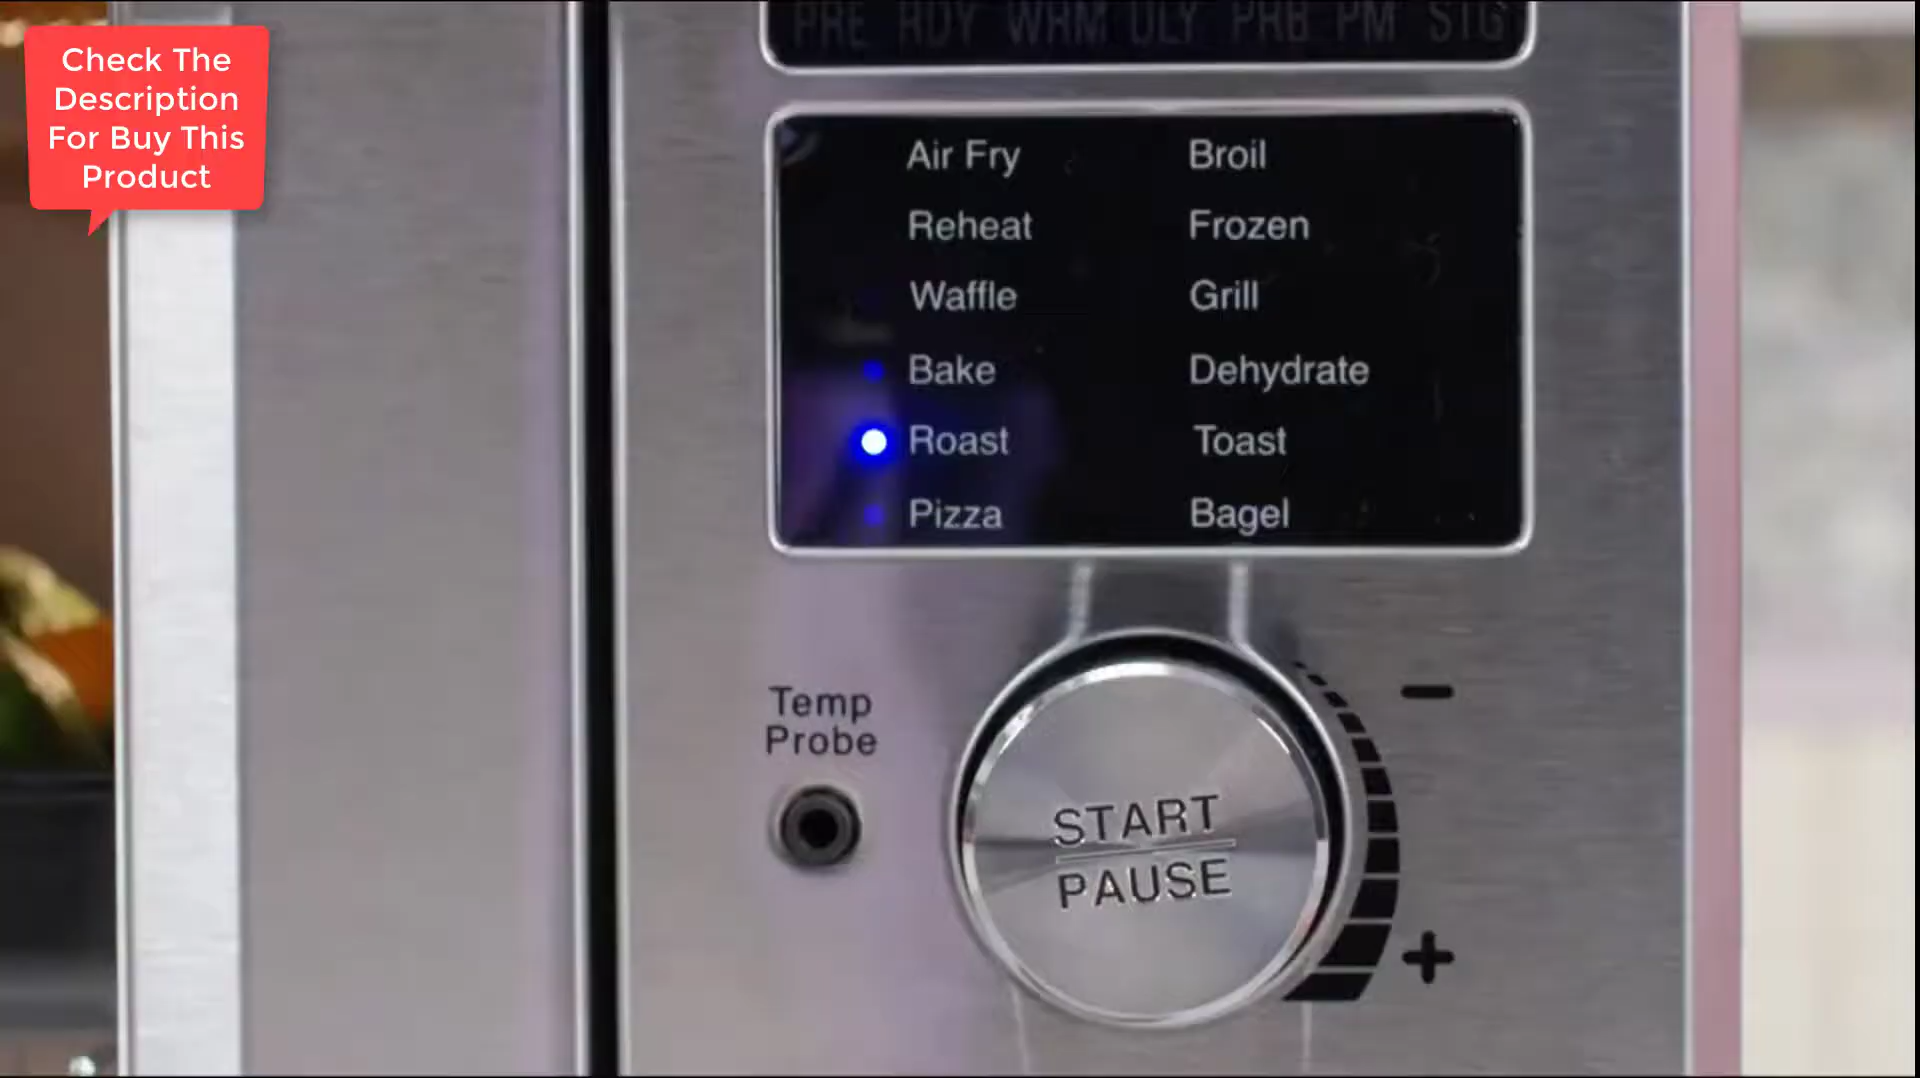 Check The
Description
For Buy This
Product
PRE RDY WRM DLY PRB PM STG
Air Fry Broil
Reheat Frozen
Waffle Grill
Bake Dehydrate
Roast Toast
Pizza Bagel
Temp
Probe
START
PAUSE
- 
+